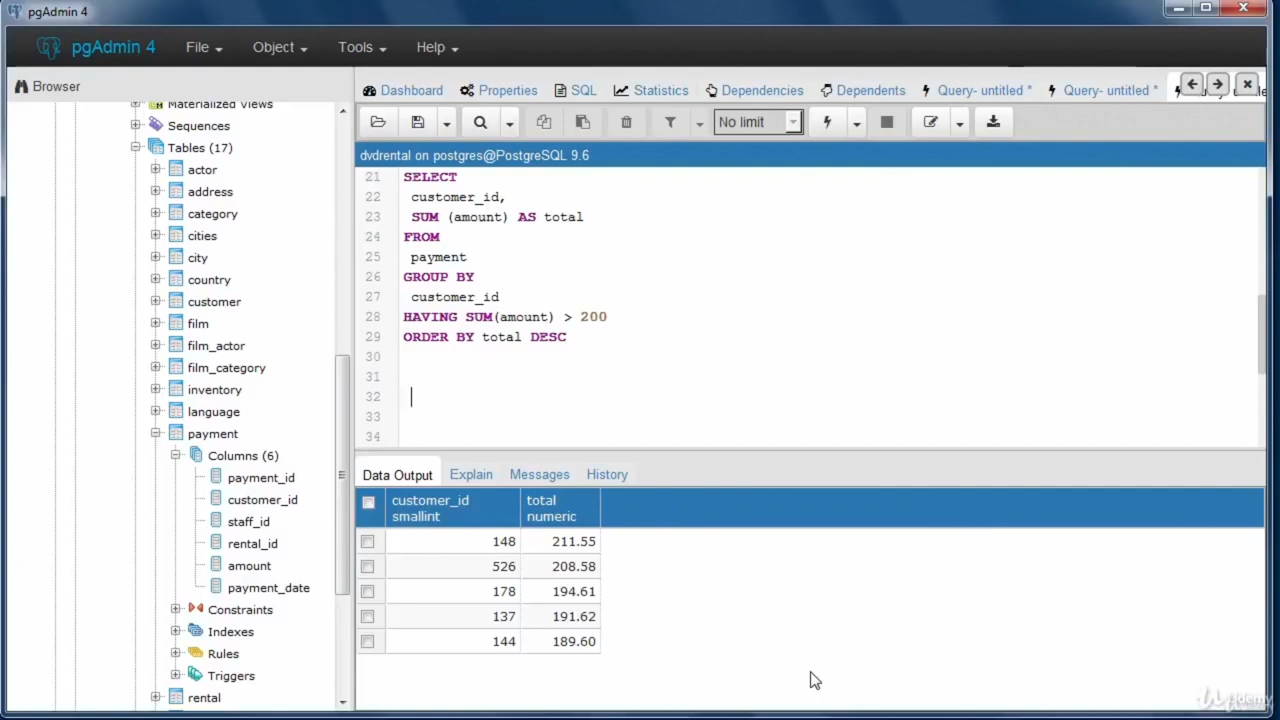 pgAdmin 4
pgAdmin 4 File Object Tools Help
Browser
Dashboard Properties SQL Statistics Dependencies Dependents Query- untitled * Query- untitled *
No limit
dvdrental on postgres@PostgreSQL 9.6
Materialized Views
Sequences
Tables (17)
actor
address
category
cities
city
country
customer
film
film_actor
film_category
inventory
language
payment
Columns (6)
payment_id
customer_id
staff_id
rental_id
amount
payment_date
Constraints
Indexes
Rules
Triggers
rental
21 SELECT
22 customer_id,
23 SUM (amount) AS total
24 FROM
25 payment
26 GROUP BY
27 customer_id
28 HAVING SUM(amount) > 200
29 ORDER BY total DESC
30
31
32
33
34
Data Output Explain Messages History
customer_id total
smallint numeric
148 211.55
526 208.58
178 194.61
137 191.62
144 189.60
Udemy